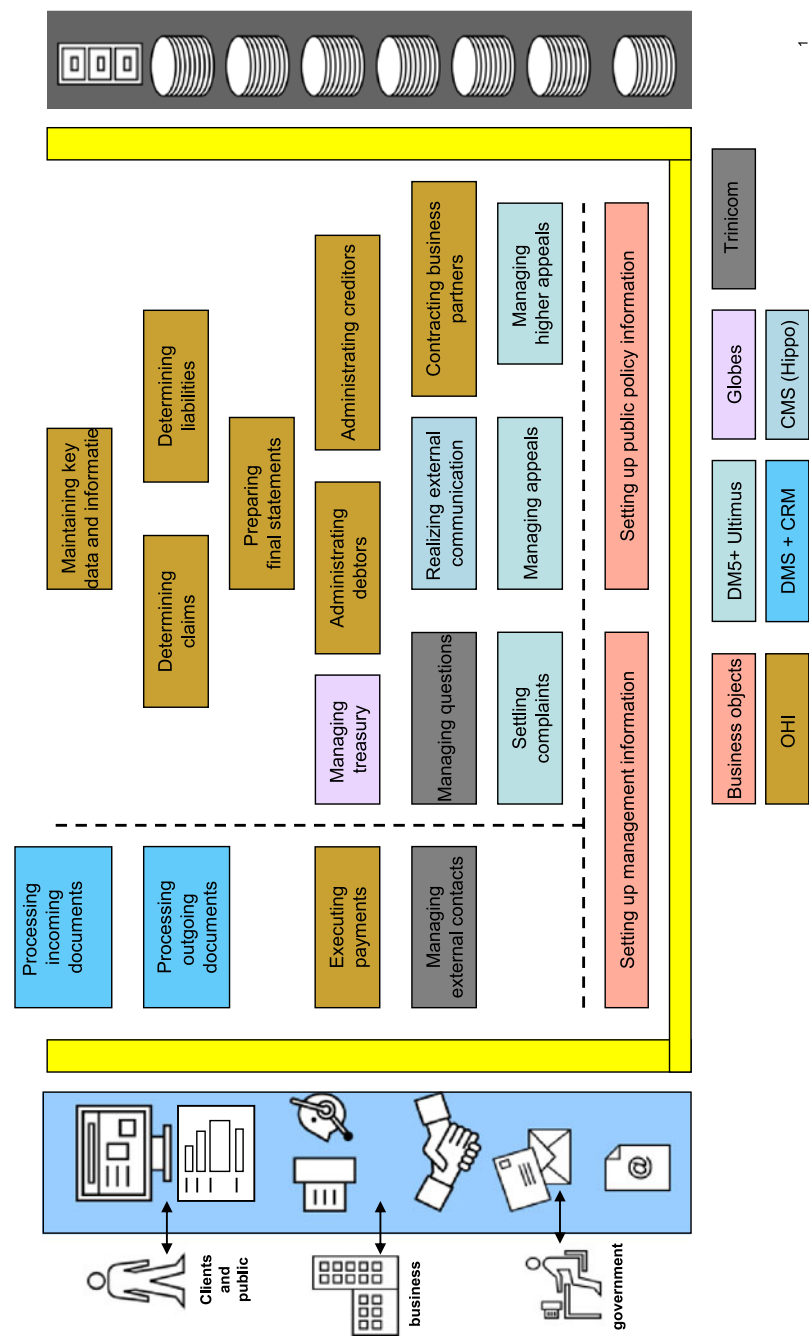 Clients
and
public
business
government
Processing
incoming
documents
Maintaining key
data and informatie
Processing
outgoing
documents
Determining
claims
Determining
liabilities
Preparing
final statements
Executing
payments
Managing
treasury
Administrating
debtors
Administrating creditors
Managing
external contacts
Managing questions
Realizing external
communication
Contracting business
partners
Settling
complaints
Managing appeals
Managing
higher appeals
Setting up management information
Setting up public policy information
Business objects
DM5+ Ultimus
Globes
Trinicom
OHI
DMS + CRM
CMS (Hippo)
@
1